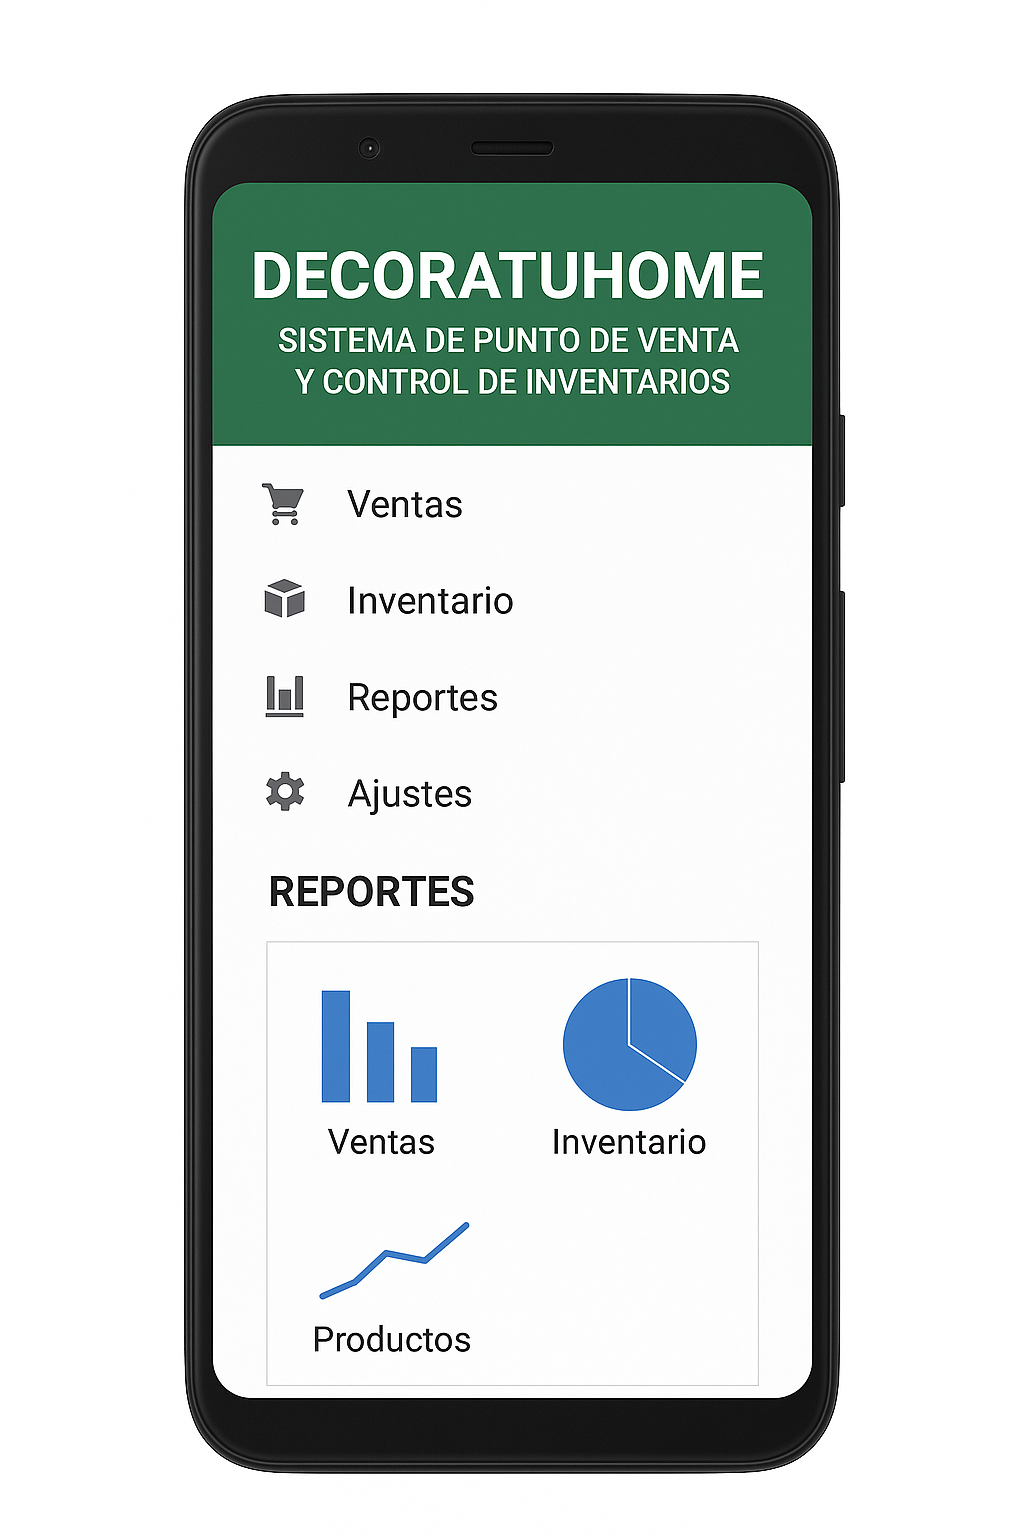 DECORATUHOME
SISTEMA DE PUNTO DE VENTA
Y CONTROL DE INVENTARIOS
Ventas
Inventario
Reportes
Ajustes
REPORTES
Ventas
Inventario
Productos